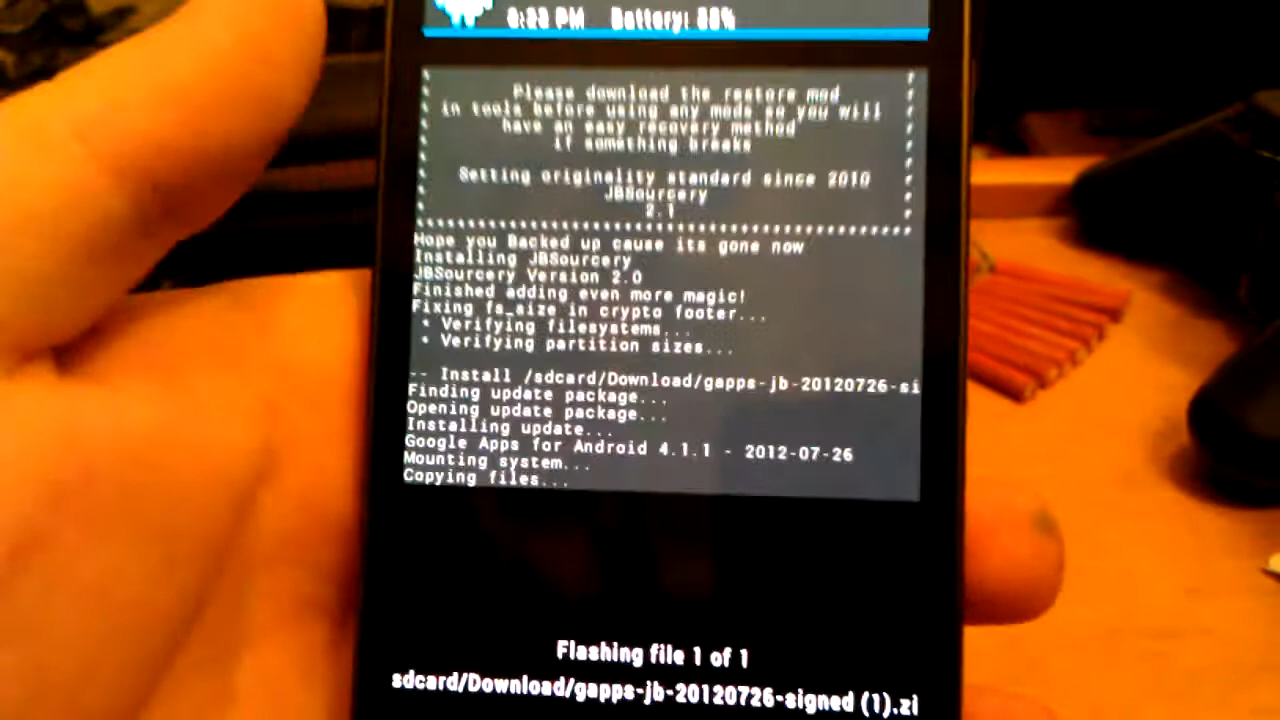 PM Battery:
Please download the restore mod
in tools before using any mods so you will
have an easy recovery method
if something breaks
Setting originality standard since 2010
JBSourcery
2.1
Hope you Backed up cause its gone now
Installing JBSourcery
JBSourcery Version 2.0
Finished adding even more magic!
Fixing fs_size in crypto footer...
* Verifying filesystems...
* Verifying partition sizes...
-- Install /sdcard/Download/gapps-jb-20120726-si
Finding update package...
Opening update package...
Installing update...
Google Apps for Android 4.1.1 - 2012-07-26
Mounting system...
Copying files...
Flashing file 1 of 1
sdcard/Download/gapps-jb-20120726-signed (1).zi